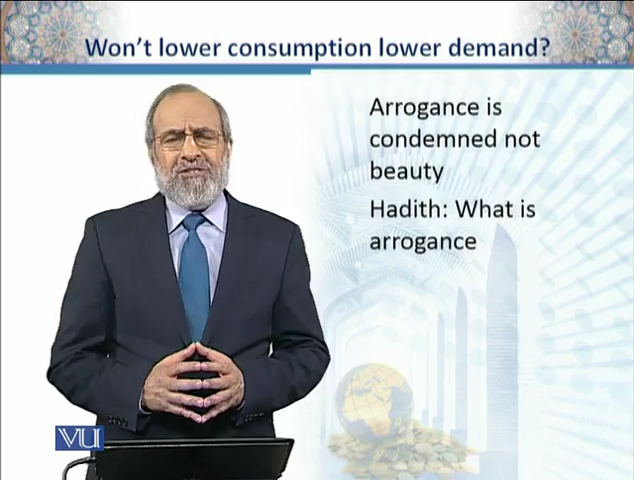 Won't lower consumption lower demand?
Arrogance is
condemned not
beauty
Hadith: What is
arrogance
VU